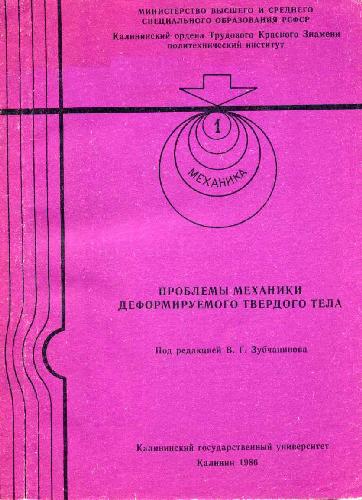 МИНИСТЕРСТВО ВЫСШЕГО И СРЕДНЕГО
СПЕЦИАЛЬНОГО ОБРАЗОВАНИЯ РСФСР
Калининский ордена Трудового Красного Знамени
политехнический институт
1
МЕХАНИКА
ПРОБЛЕМЫ МЕХАНИКИ
ДЕФОРМИРУЕМОГО ТВЕРДОГО ТЕЛА
Под редакцией В. Г. Зубчанинова
Калининский государственный университет
Калинин 1986